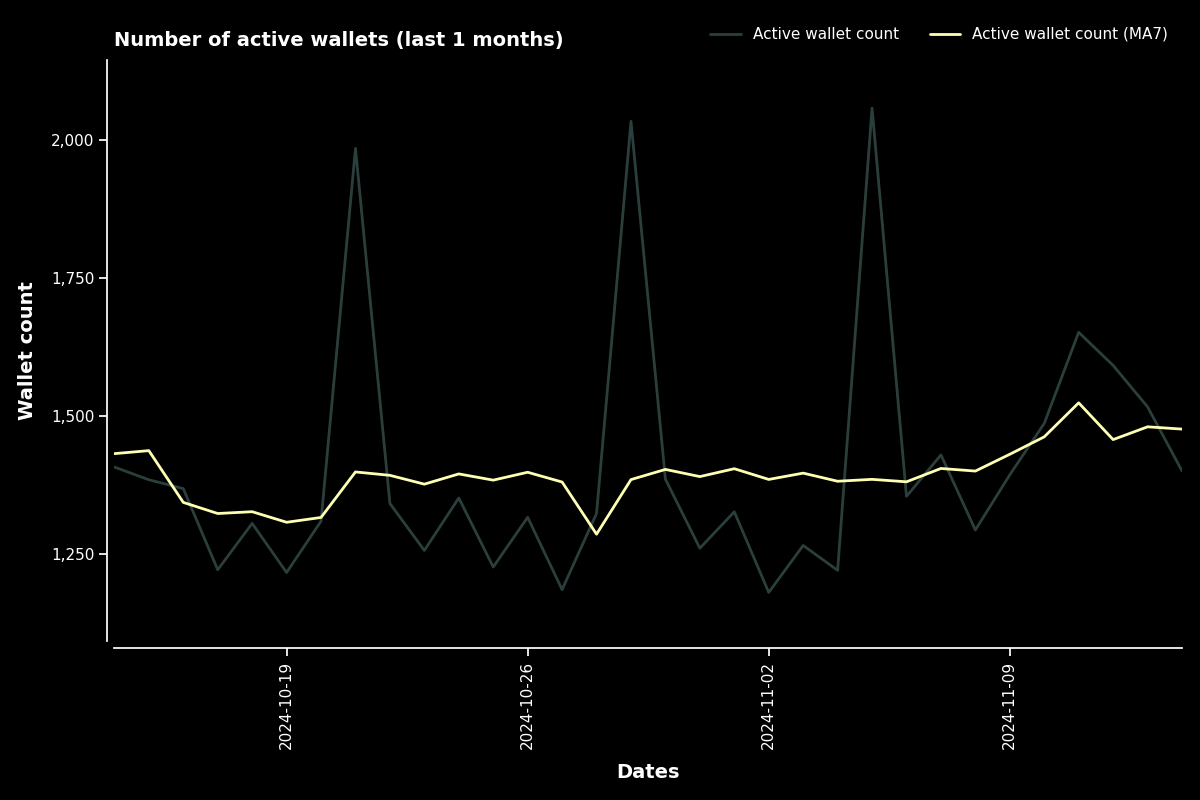 Number of active wallets (last 1 months)
Active wallet count
Active wallet count (MA7)
Wallet count
2,000
1,750
1,500
1,250
2024-10-19
2024-10-26
2024-11-02
2024-11-09
Dates